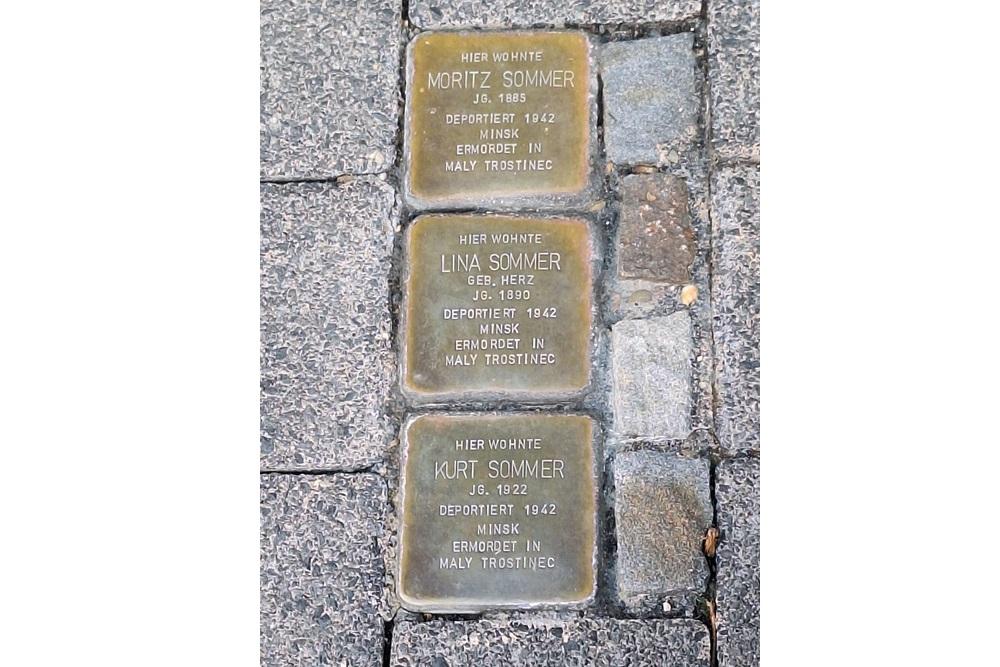 HIER WOHNTE
MORITZ SOMMER
JG. 1885
DEPORTIERT 1942
MINSK
ERMORDET IN
MALY TROSTINEC
HIER WOHNTE
LINA SOMMER
GEB. HERZ
JG. 1890
DEPORTIERT 1942
MINSK
ERMORDET IN
MALY TROSTINEC
HIER WOHNTE
KURT SOMMER
JG. 1922
DEPORTIERT 1942
MINSK
ERMORDET IN
MALY TROSTINEC